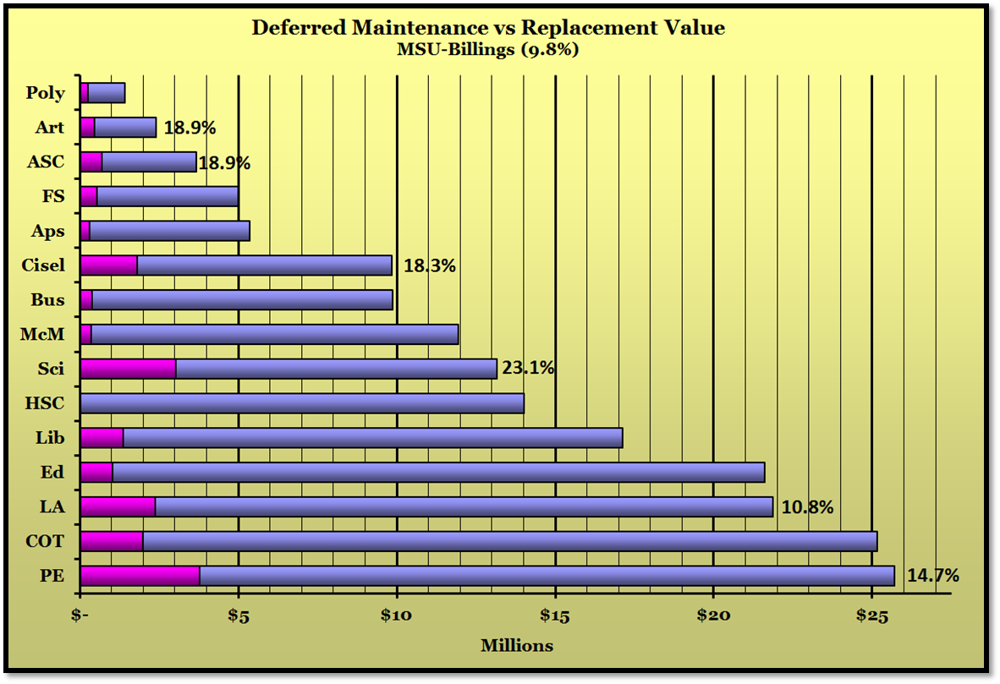 Deferred Maintenance vs Replacement Value
MSU-Billings (9.8%)
Poly
Art 18.9%
ASC 18.9%
FS
Aps
Cisel 18.3%
Bus
McM
Sci 23.1%
HSC
Lib
Ed
LA 10.8%
COT
PE 14.7%
$- $5 $10 $15 $20 $25
Millions